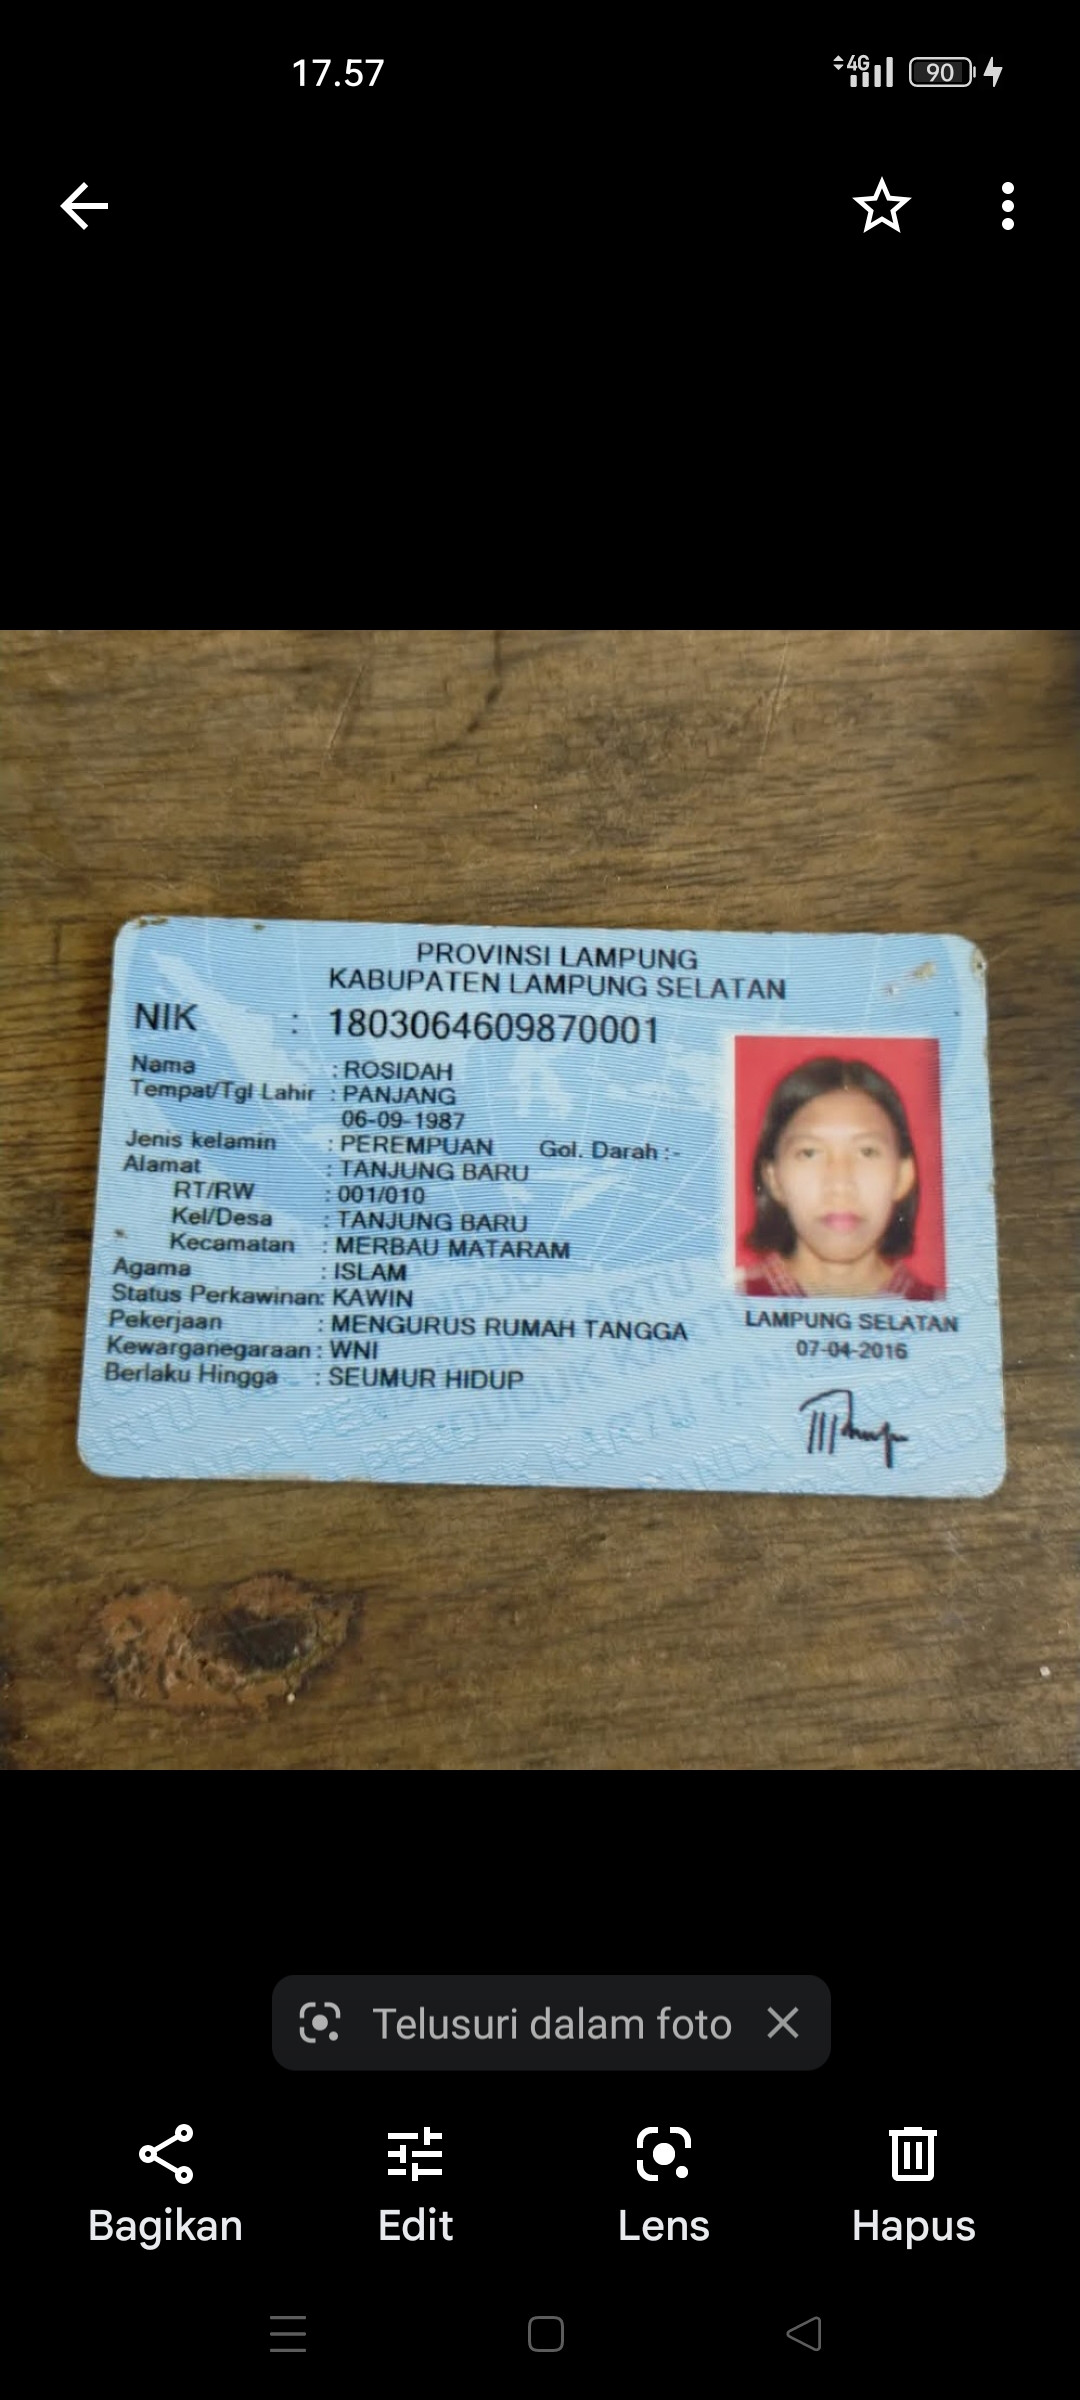 17.57
4G 90
PROVINSI LAMPUNG
KABUPATEN LAMPUNG SELATAN
NIK : 1803064609870001
Nama : ROSIDAH
Tempat/Tgl Lahir : PANJANG
06-09-1987
Jenis kelamin : PEREMPUAN Gol. Darah :-
Alamat : TANJUNG BARU
RT/RW : 001/010
Kel/Desa : TANJUNG BARU
Kecamatan : MERBAU MATARAM
Agama : ISLAM
Status Perkawinan: KAWIN
Pekerjaan : MENGURUS RUMAH TANGGA
Kewarganegaraan : WNI
Berlaku Hingga : SEUMUR HIDUP
LAMPUNG SELATAN
07-04-2016
Telusuri dalam foto
Bagikan Edit Lens Hapus